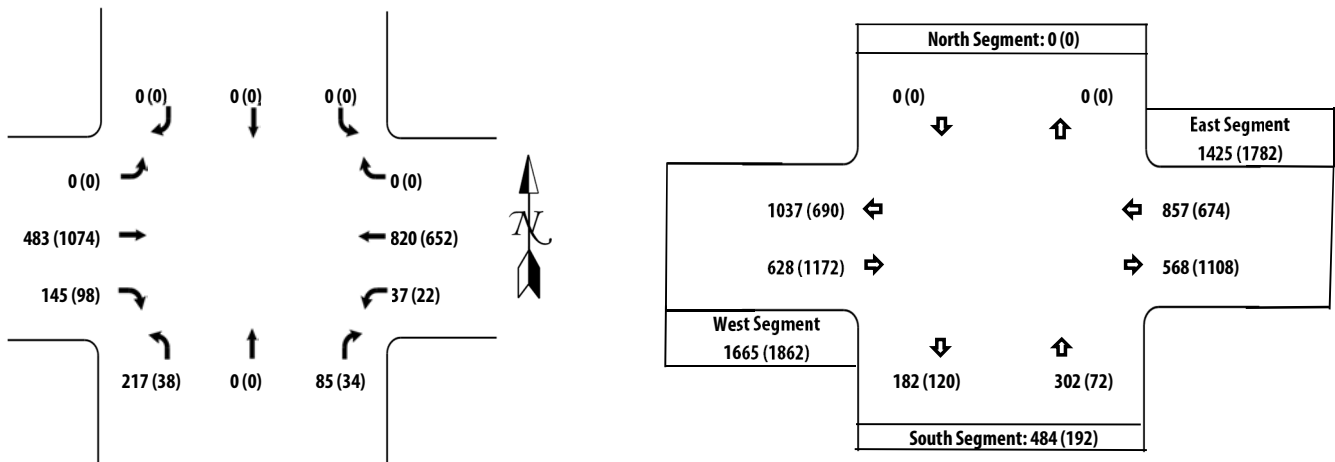 0 (0) 0 (0) 0 (0)
0 (0) 0 (0)
483 (1074) 820 (652)
145 (98) 37 (22)
217 (38) 0 (0) 85 (34)
N
North Segment: 0 (0)
0 (0) 0 (0)
East Segment
1425 (1782)
1037 (690) 857 (674)
628 (1172) 568 (1108)
West Segment
1665 (1862)
182 (120) 302 (72)
South Segment: 484 (192)